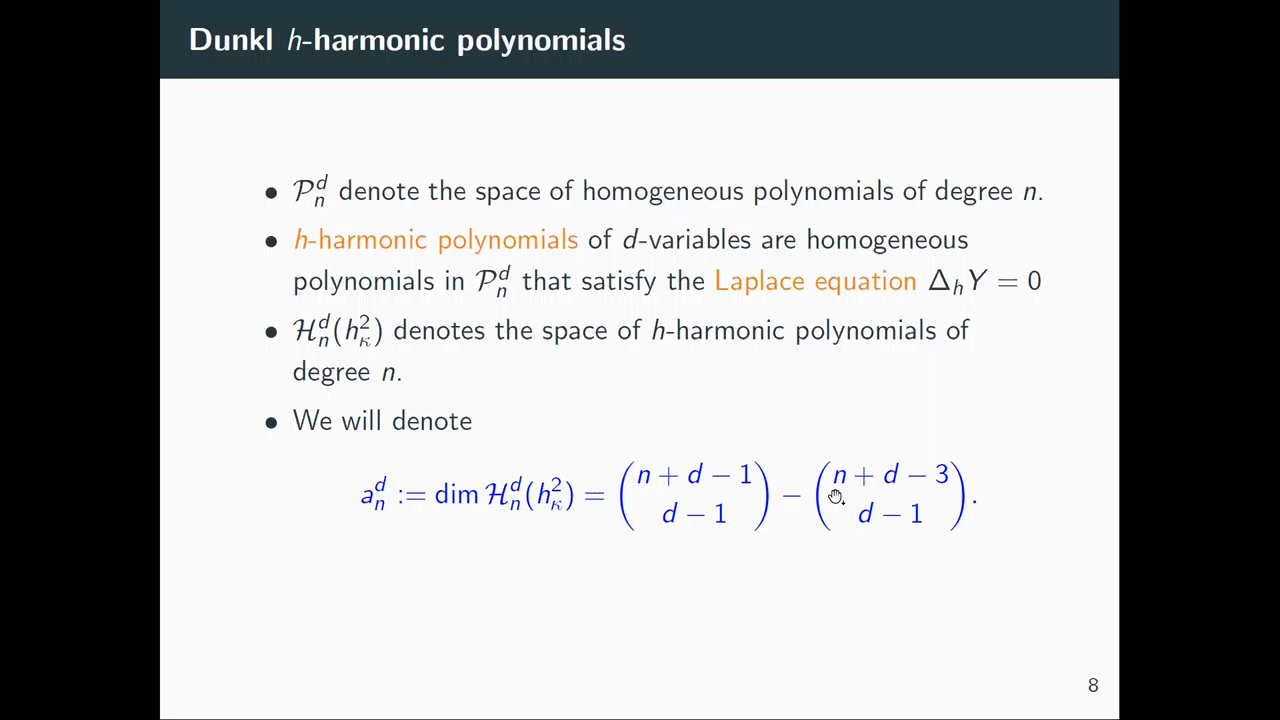 Dunkl h-harmonic polynomials
• 𝒫ₙᵈ denote the space of homogeneous polynomials of degree n.
• h-harmonic polynomials of d-variables are homogeneous
polynomials in 𝒫ₙᵈ that satisfy the Laplace equation ΔₕY = 0
• ℋₙᵈ(h²_κ) denotes the space of h-harmonic polynomials of
degree n.
• We will denote
aₙᵈ := dim ℋₙᵈ(h²_κ) = \binom{n + d − 1}{d − 1} − \binom{n + d − 3}{d − 1}.
8